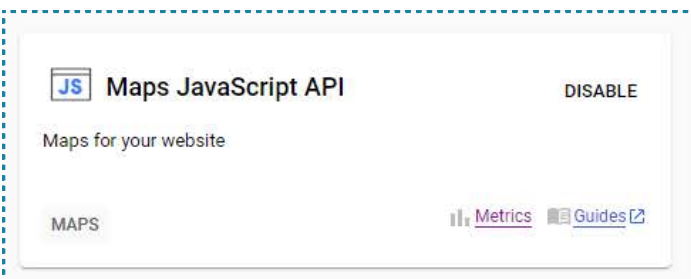 JS Maps JavaScript API
DISABLE
Maps for your website
MAPS
Metrics Guides